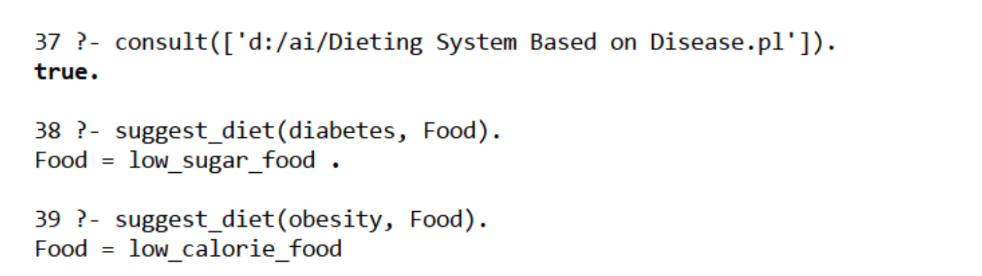 37 ?- consult(['d:/ai/Dieting System Based on Disease.pl']).
true.
38 ?- suggest_diet(diabetes, Food).
Food = low_sugar_food .
39 ?- suggest_diet(obesity, Food).
Food = low_calorie_food